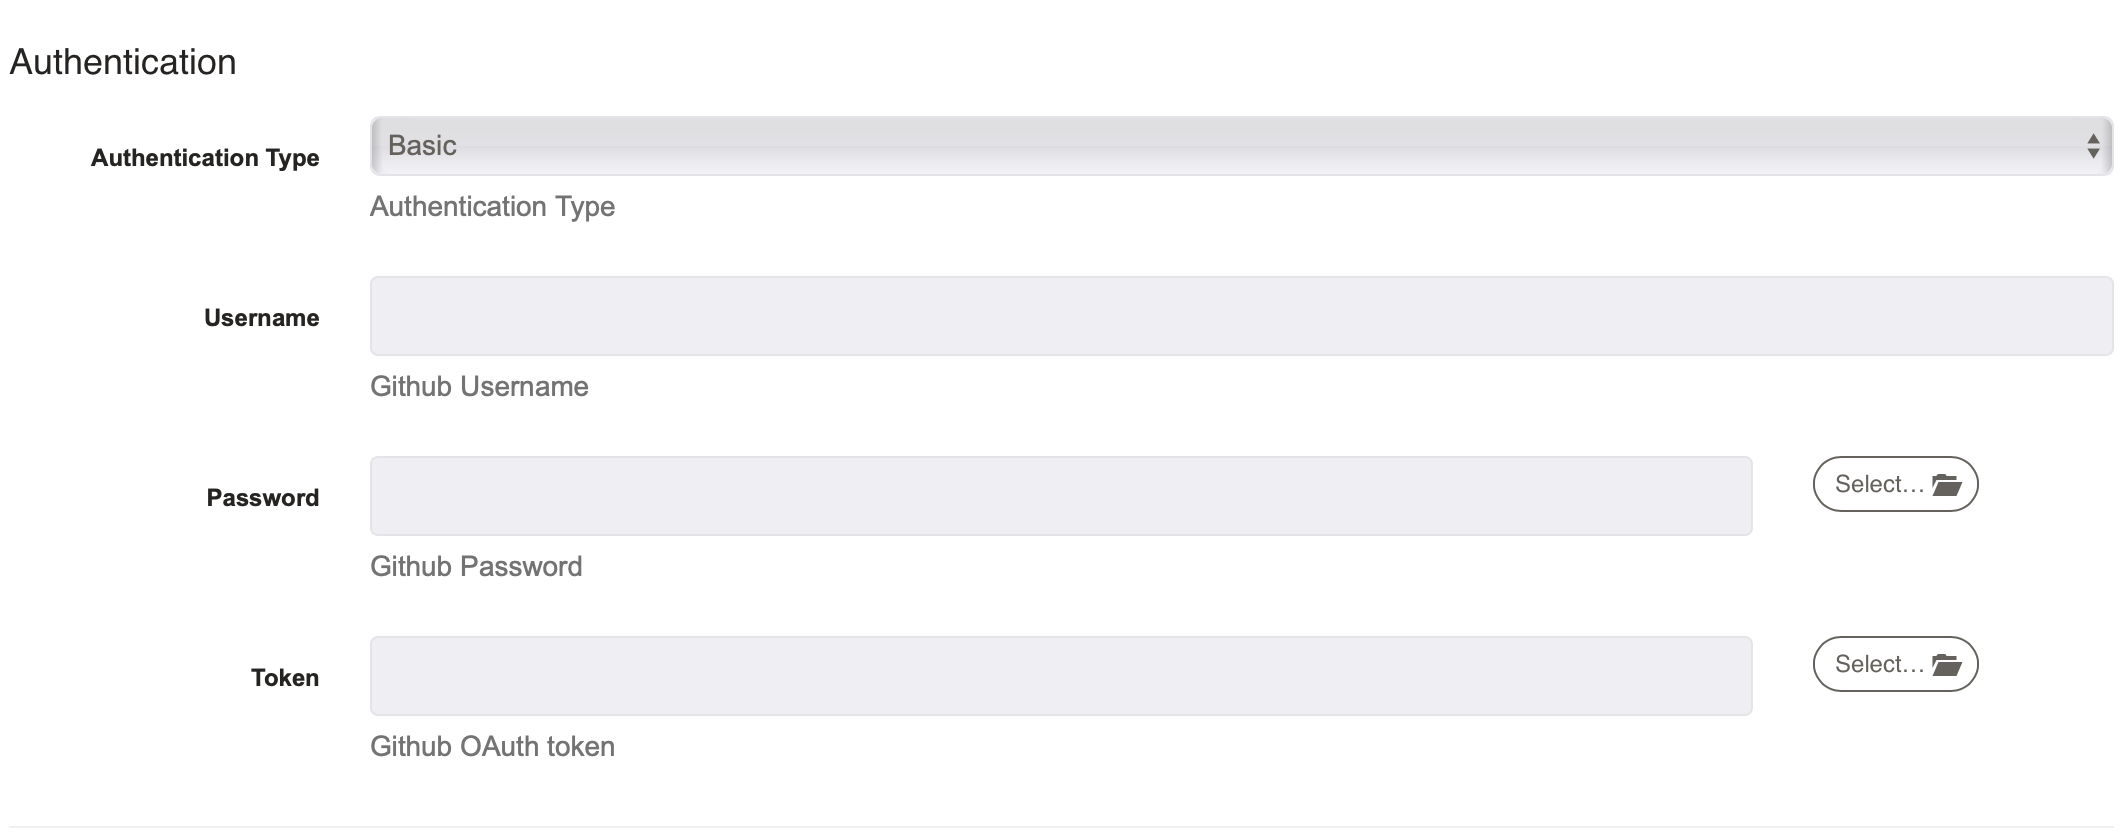 Authentication
Authentication Type
Basic
Authentication Type
Username
Github Username
Password
Select...
Github Password
Token
Select...
Github OAuth token